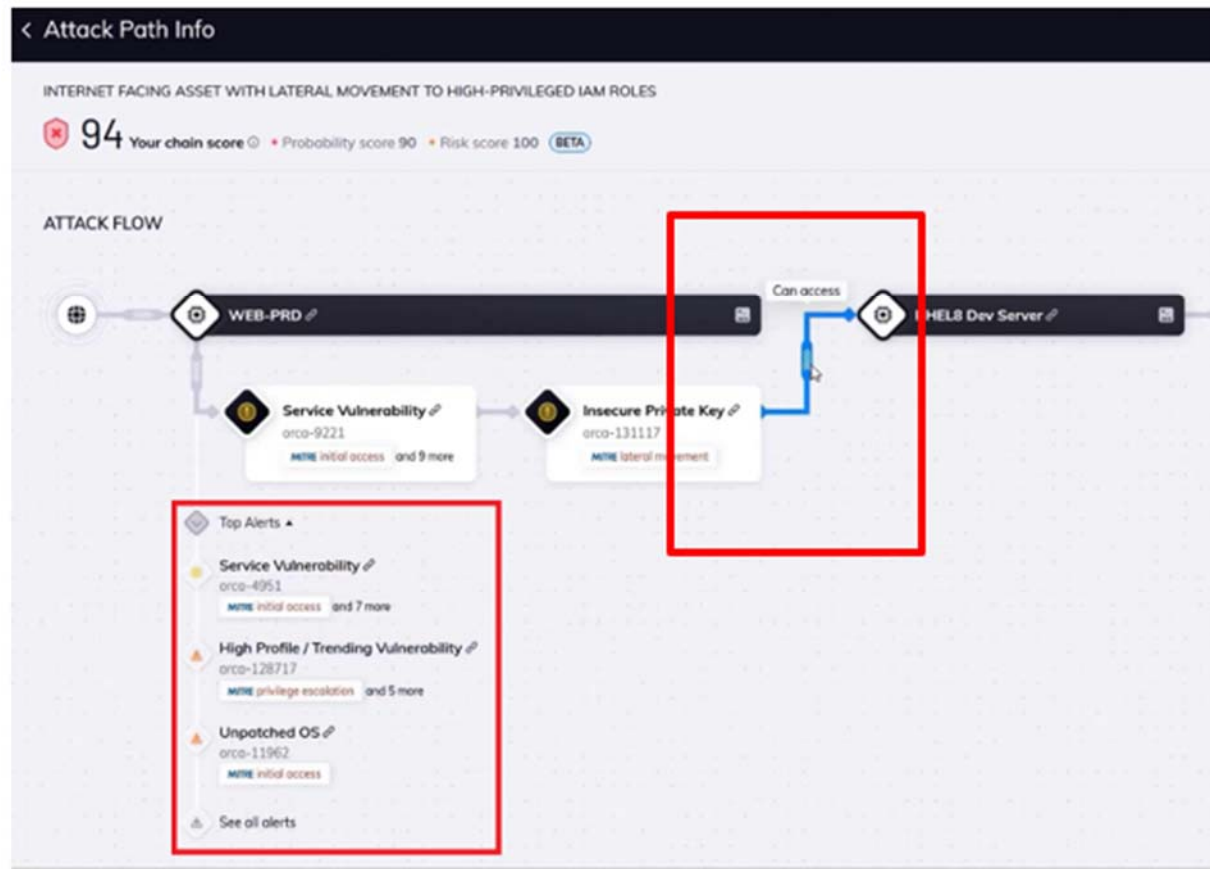 < Attack Path Info
INTERNET FACING ASSET WITH LATERAL MOVEMENT TO HIGH-PRIVILEGED IAM ROLES
94 Your chain score • Probability score 90 • Risk score 100 BETA
ATTACK FLOW
Can access
WEB-PRD
RHEL8 Dev Server
Service Vulnerability
orca-9221
MITRE initial access and 9 more
Insecure Private Key
orca-131117
MITRE lateral movement
Top Alerts
Service Vulnerability
orca-4951
MITRE initial access and 7 more
High Profile / Trending Vulnerability
orca-128717
MITRE privilege escalation and 5 more
Unpatched OS
orca-11962
MITRE initial access
See all alerts